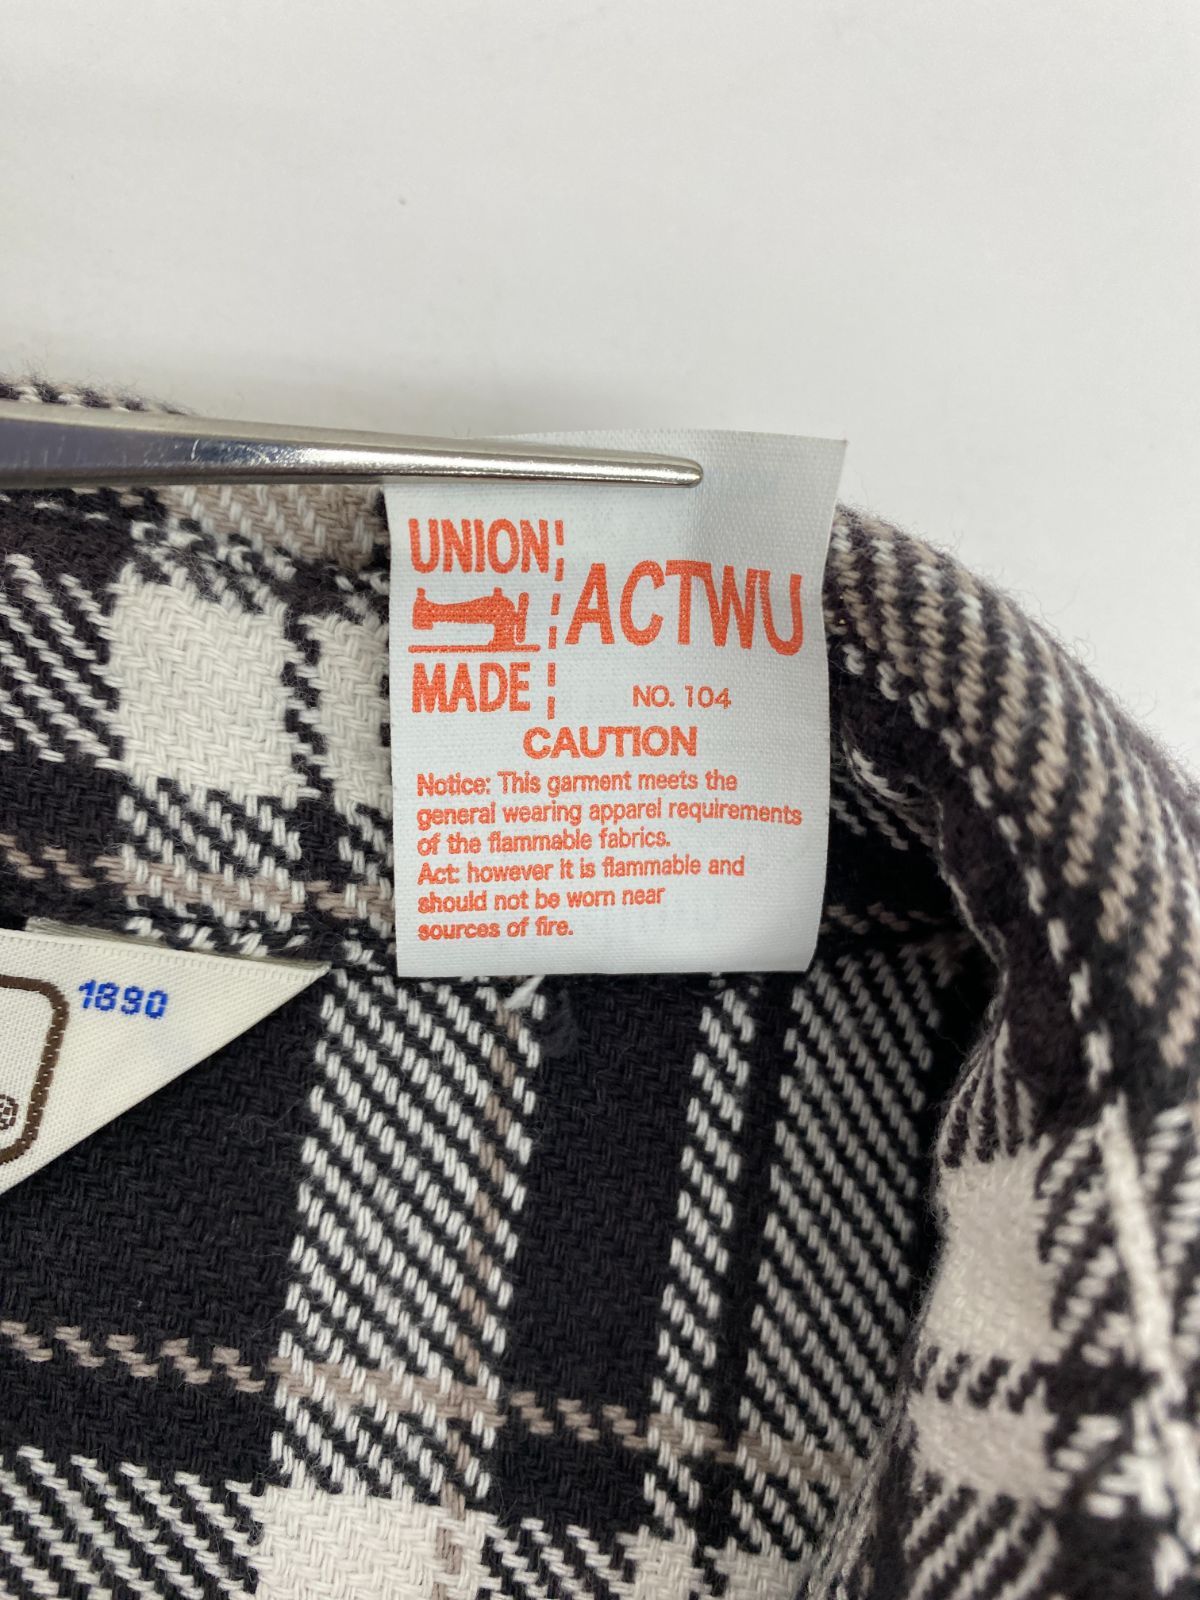 UNION
MADE
ACTWU
NO. 104
CAUTION
Notice: This garment meets the
general wearing apparel requirements
of the flammable fabrics.
Act: however it is flammable and
should not be worn near
sources of fire.
1890
®